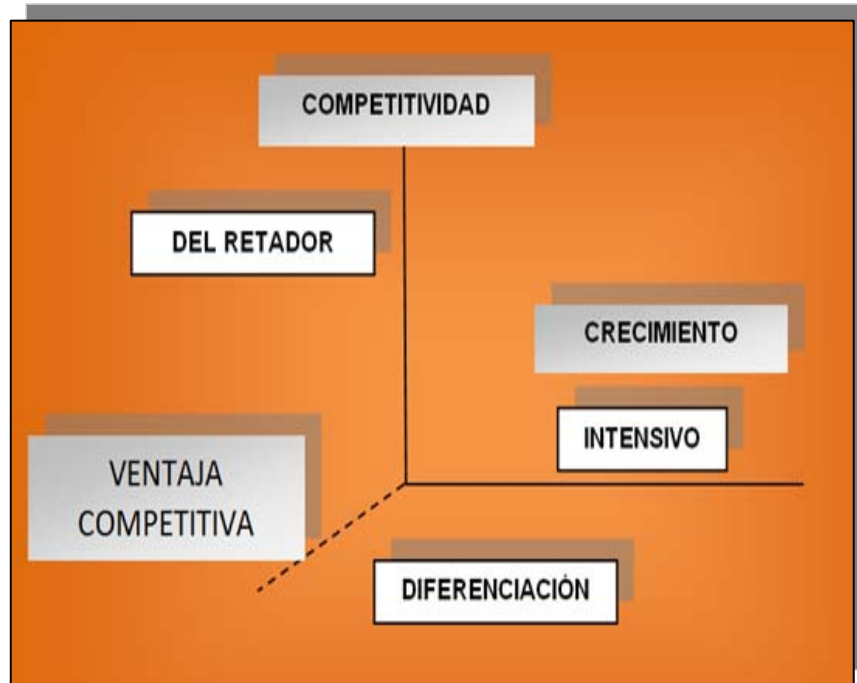 COMPETITIVIDAD
DEL RETADOR
CRECIMIENTO
INTENSIVO
VENTAJA
COMPETITIVA
DIFERENCIACIÓN